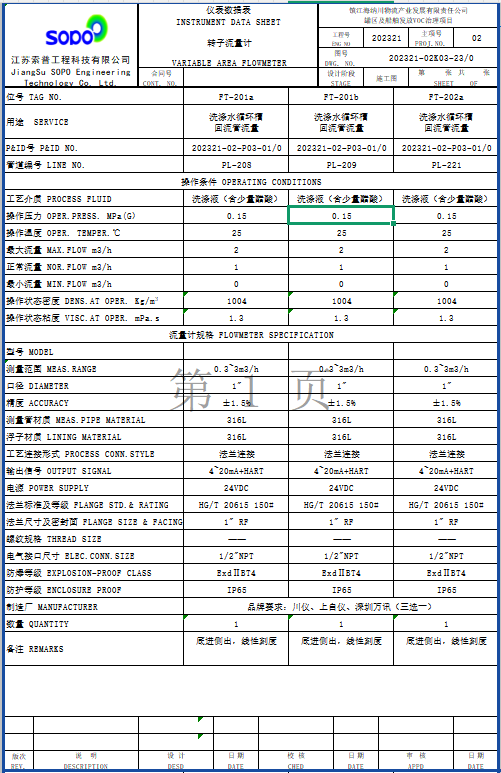 sopo
江苏索普工程科技有限公司
JiangSu SOPO Engineering
Technology Co. Ltd.
仪表数据表
INSTRUMENT DATA SHEET
转子流量计
VARIABLE AREA FLOWMETER
合同号
CONT. NO.
镇江海纳川物流产业发展有限责任公司
罐区及船舶发放VOC治理项目
工程号
ENG NO
202321
主项号
PROJ.NO.
02
图号
DWG. NO.
202321-02K03-23/0
设计阶段
STAGE
施工图
第 张 共 张
SHEET OF
位号 TAG NO. FT-201a FT-201b FT-202a
用途 SERVICE 洗涤水循环槽 洗涤水循环槽 洗涤水循环槽
回流管流量 回流管流量 回流管流量
P&ID号 P&ID NO. 202321-02-P03-01/0 202321-02-P03-01/0 202321-02-P03-01/0
管道编号 LINE NO. PL-208 PL-209 PL-221
操作条件 OPERATING CONDITIONS
工艺介质 PROCESS FLUID 洗涤液（含少量醋酸） 洗涤液（含少量醋酸） 洗涤液（含少量醋酸）
操作压力 OPER.PRESS. MPa(G) 0.15 0.15 0.15
操作温度 OPER. TEMPER.℃ 25 25 25
最大流量 MAX.FLOW m3/h 2 2 2
正常流量 NOR.FLOW m3/h 1 1 1
最小流量 MIN.FLOW m3/h 0 0 0
操作状态密度 DENS.AT OPER. Kg/m³ 1004 1004 1004
操作状态粘度 VISC.AT OPER. mPa.s 1.3 1.3 1.3
流量计规格 FLOWMETER SPECIFICATION
型号 MODEL
测量范围 MEAS.RANGE 0.3~3m3/h 0.3~3m3/h 0.3~3m3/h
口径 DIAMETER 1" 1" 1"
精度 ACCURACY ±1.5% ±1.5% ±1.5%
第 1 页
测量管材质 MEAS.PIPE MATERIAL 316L 316L 316L
浮子材质 LINING MATERIAL 316L 316L 316L
工艺连接形式 PROCESS CONN.STYLE 法兰连接 法兰连接 法兰连接
输出信号 OUTPUT SIGNAL 4~20mA+HART 4~20mA+HART 4~20mA+HART
电源 POWER SUPPLY 24VDC 24VDC 24VDC
法兰标准及等级 FLANGE STD.& RATING HG/T 20615 150# HG/T 20615 150# HG/T 20615 150#
法兰尺寸及密封面 FLANGE SIZE & FACING 1" RF 1" RF 1" RF
螺纹规格 THREAD SIZE —— —— ——
电气接口尺寸 ELEC.CONN.SIZE 1/2"NPT 1/2"NPT 1/2"NPT
防爆等级 EXPLOSION-PROOF CLASS ExdⅡBT4 ExdⅡBT4 ExdⅡBT4
防护等级 ENCLOSURE PROOF IP65 IP65 IP65
制造厂 MANUFACTURER 品牌要求：川仪、上自仪、深圳万讯（三选一）
数量 QUANTITY 1 1 1
备注 REMARKS 底进侧出，线性刻度 底进侧出，线性刻度 底进侧出，线性刻度
版次 说 明 设 计 日 期 校 核 日 期 审 核 日 期
REV. DESCRIPTION DESD DATE CHED DATE APPD DATE